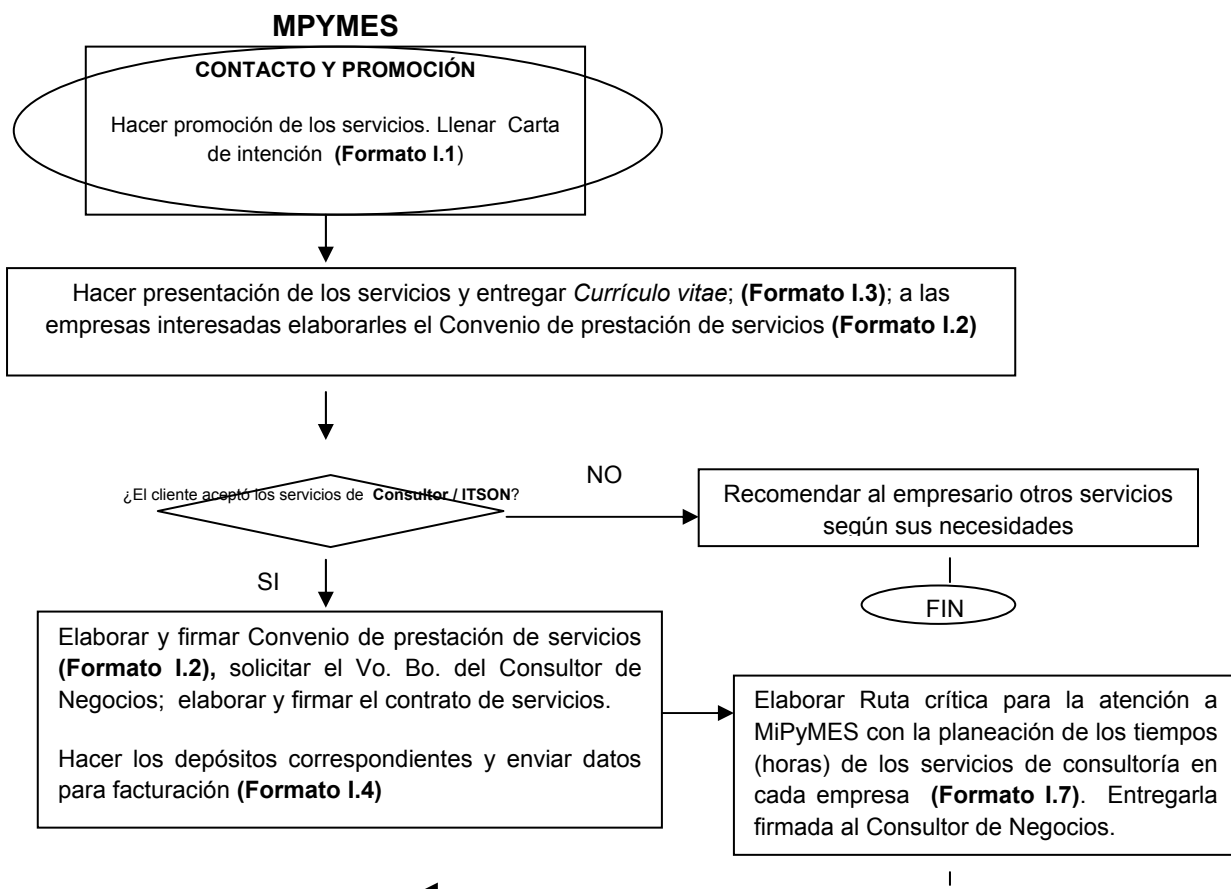 MPYMES
CONTACTO Y PROMOCIÓN
Hacer promoción de los servicios. Llenar Carta
de intención (Formato I.1)
Hacer presentación de los servicios y entregar Currículo vitae; (Formato I.3); a las
empresas interesadas elaborarles el Convenio de prestación de servicios (Formato I.2)
¿El cliente aceptó los servicios de Consultor / ITSON?
NO
Recomendar al empresario otros servicios
según sus necesidades
FIN
SI
Elaborar y firmar Convenio de prestación de servicios
(Formato I.2), solicitar el Vo. Bo. del Consultor de
Negocios; elaborar y firmar el contrato de servicios.
Hacer los depósitos correspondientes y enviar datos
para facturación (Formato I.4)
Elaborar Ruta crítica para la atención a
MiPyMES con la planeación de los tiempos
(horas) de los servicios de consultoría en
cada empresa (Formato I.7). Entregarla
firmada al Consultor de Negocios.